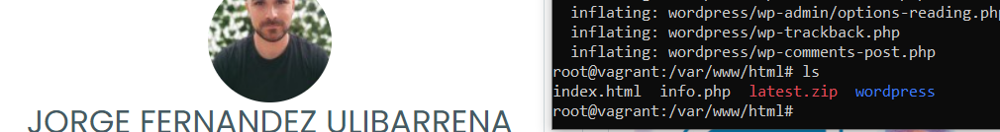 JORGE FERNANDEZ ULIBARRENA
inflating: wordpress/wp-admin/options-reading.php
inflating: wordpress/wp-trackback.php
inflating: wordpress/wp-comments-post.php
root@vagrant:/var/www/html# ls
index.html info.php latest.zip wordpress
root@vagrant:/var/www/html#